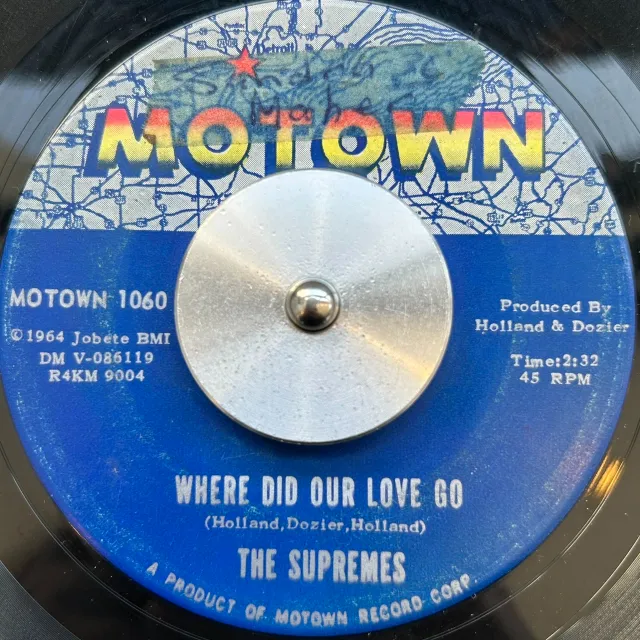 Detroit
MOTOWN
MOTOWN 1060
©1964 Jobete BMI
DM V-086119
R4KM 9004
Produced By
Holland & Dozier
Time:2:32
45 RPM
WHERE DID OUR LOVE GO
(Holland, Dozier, Holland)
THE SUPREMES
A PRODUCT OF MOTOWN RECORD CORP.